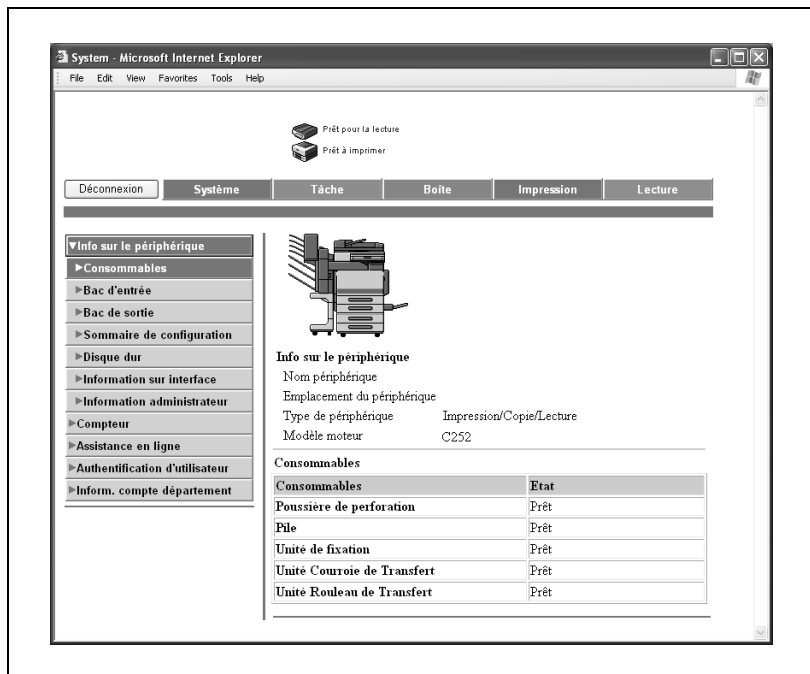 System - Microsoft Internet Explorer
File Edit View Favorites Tools Help
Prêt pour la lecture
Prêt à imprimer
Déconnexion Système Tâche Boîte Impression Lecture
▼Info sur le périphérique
►Consommables
►Bac d'entrée
►Bac de sortie
►Sommaire de configuration
►Disque dur
►Information sur interface
►Information administrateur
►Compteur
►Assistance en ligne
►Authentification d'utilisateur
►Inform. compte département
Info sur le périphérique
Nom périphérique
Emplacement du périphérique
Type de périphérique Impression/Copie/Lecture
Modèle moteur C252
Consommables
Consommables Etat
Poussière de perforation Prêt
Pile Prêt
Unité de fixation Prêt
Unité Courroie de Transfert Prêt
Unité Rouleau de Transfert Prêt